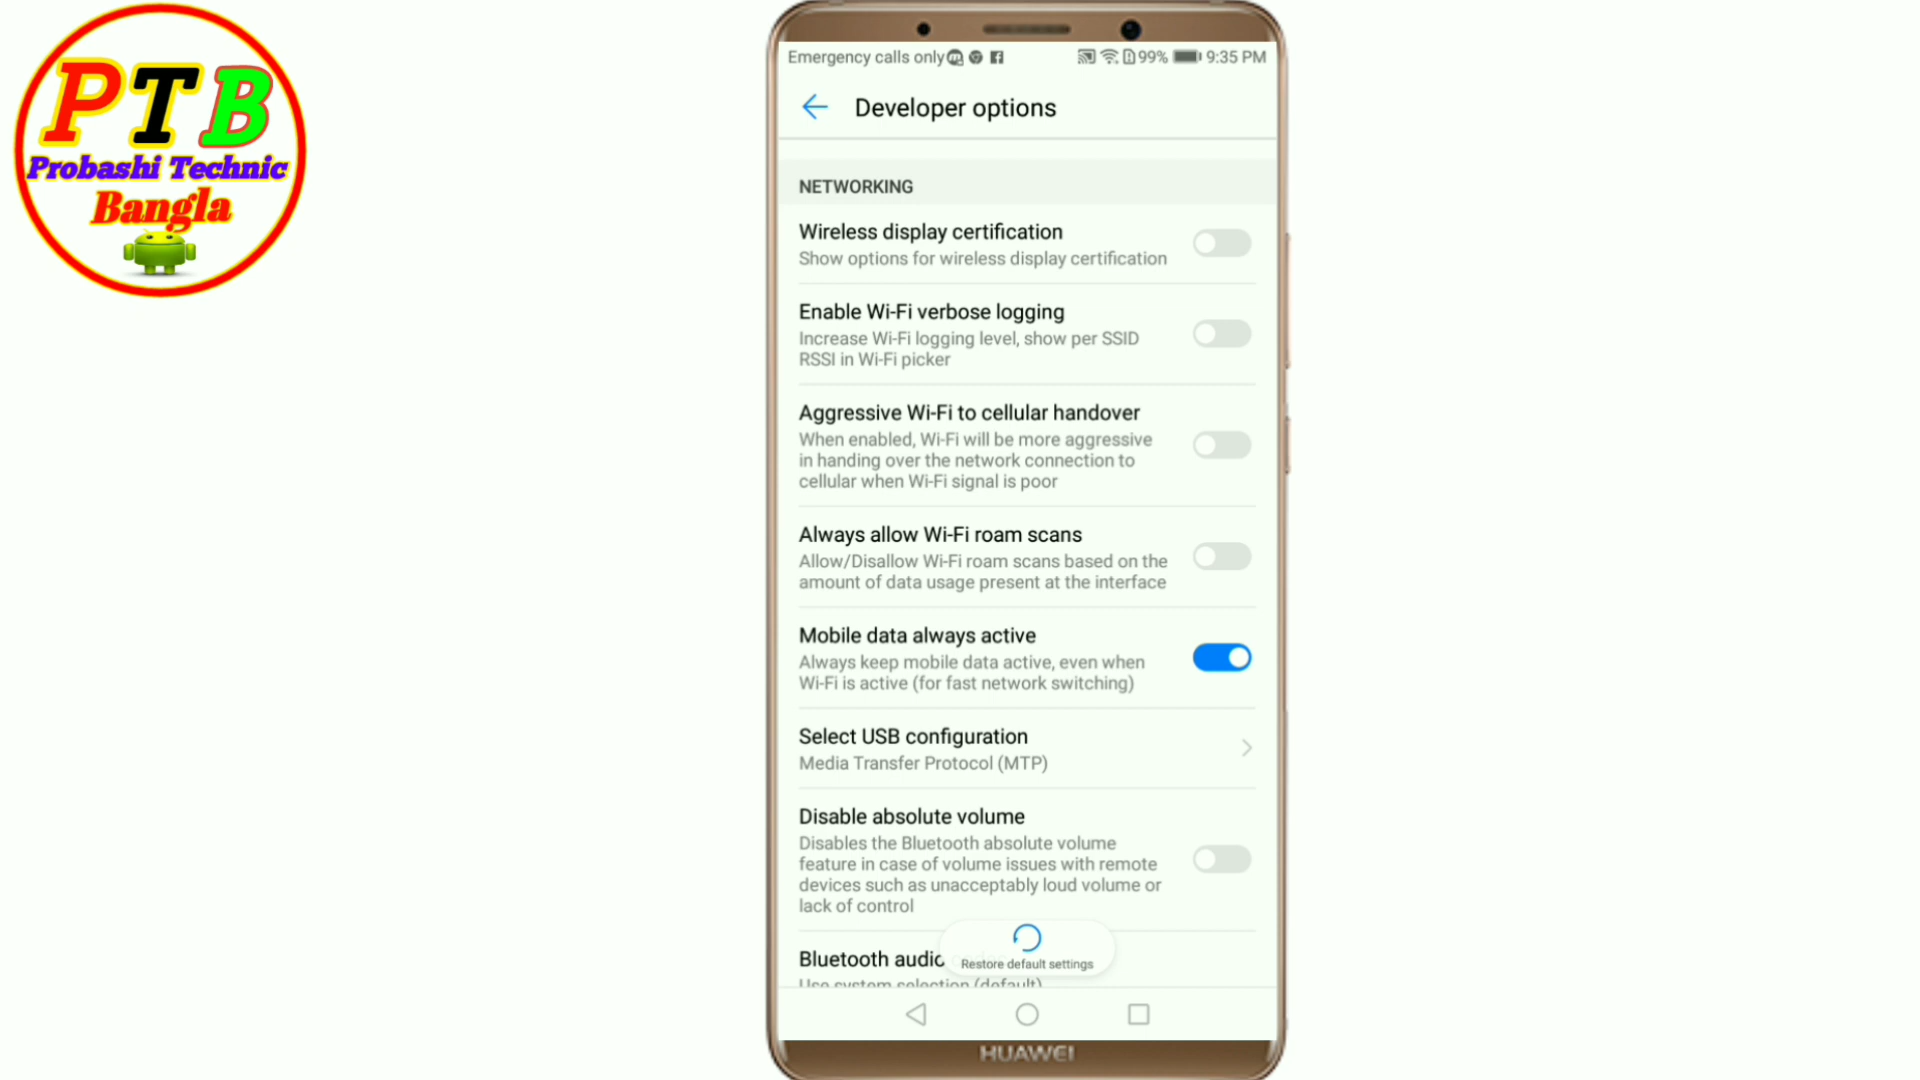 PTB
Probashi Technic
Bangla
Emergency calls only
99% 9:35 PM
Developer options
NETWORKING
Wireless display certification
Show options for wireless display certification
Enable Wi-Fi verbose logging
Increase Wi-Fi logging level, show per SSID
RSSI in Wi-Fi picker
Aggressive Wi-Fi to cellular handover
When enabled, Wi-Fi will be more aggressive
in handing over the network connection to
cellular when Wi-Fi signal is poor
Always allow Wi-Fi roam scans
Allow/Disallow Wi-Fi roam scans based on the
amount of data usage present at the interface
Mobile data always active
Always keep mobile data active, even when
Wi-Fi is active (for fast network switching)
Select USB configuration
Media Transfer Protocol (MTP)
Disable absolute volume
Disables the Bluetooth absolute volume
feature in case of volume issues with remote
devices such as unacceptably loud volume or
lack of control
Bluetooth audio
Restore default settings
Use system selection (default)
HUAWEI